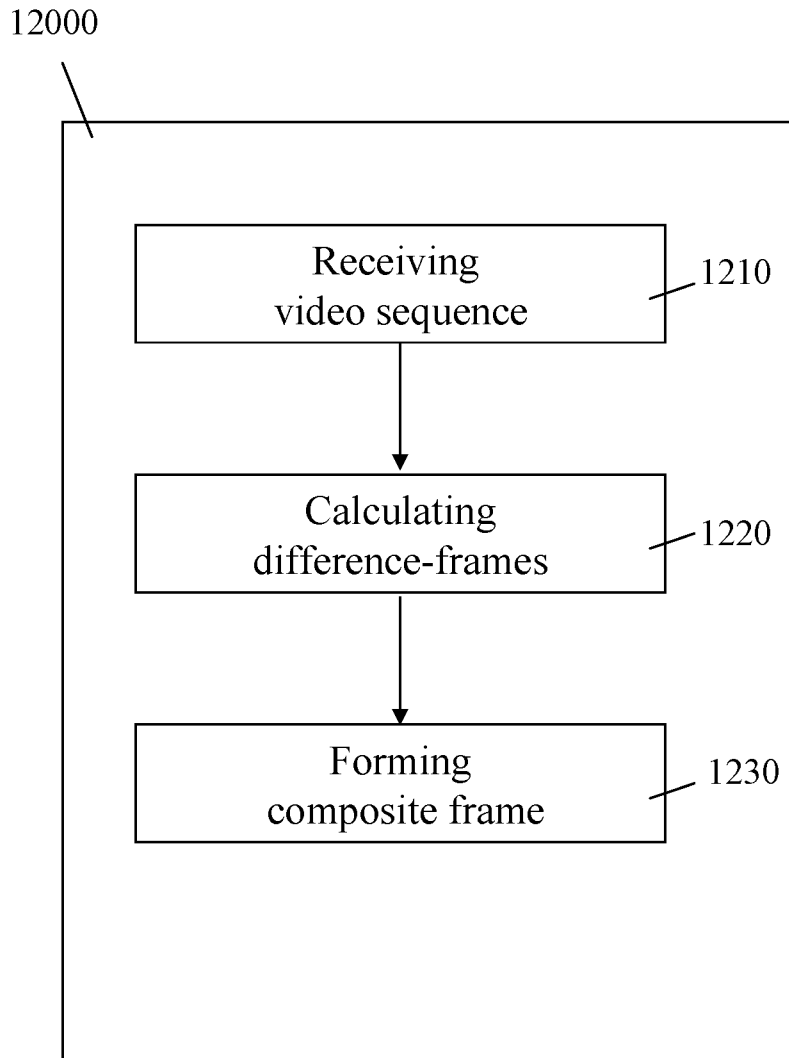 12000
Receiving
video sequence
1210
Calculating
difference-frames
1220
Forming
composite frame
1230